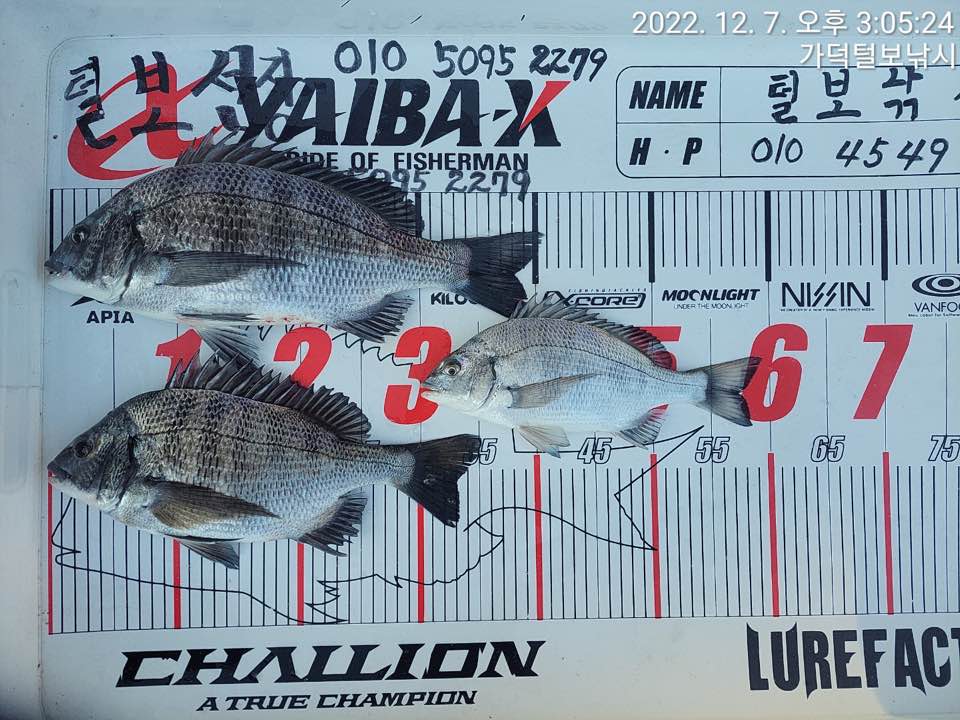 2022. 12. 7. 오후 3:05:24
가덕털보낚시
털보선장 010 5095 2279
YAIBA-X
PRIDE OF FISHERMAN
5095 2279
NAME 털보낚
H·P 010 4549
APIA
Xcore
MOONLIGHT
UNDER THE MOONLIGHT
NISSIN
VANFOO
1 2 3 5 6 7
45 55 65 75
CHALLION
A TRUE CHAMPION
LUREFACT